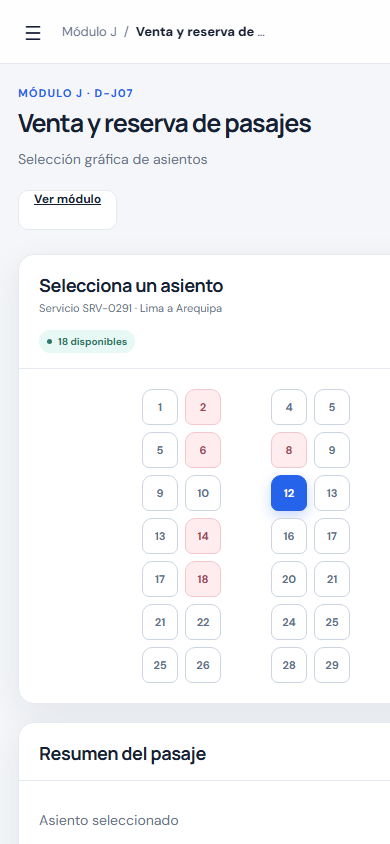 ☰ Módulo J / Venta y reserva de ...
MÓDULO J · D-J07
Venta y reserva de pasajes
Selección gráfica de asientos
Ver módulo
Selecciona un asiento
Servicio SRV-0291 · Lima a Arequipa
18 disponibles
1 2 4 5
5 6 8 9
9 10 12 13
13 14 16 17
17 18 20 21
21 22 24 25
25 26 28 29
Resumen del pasaje
Asiento seleccionado